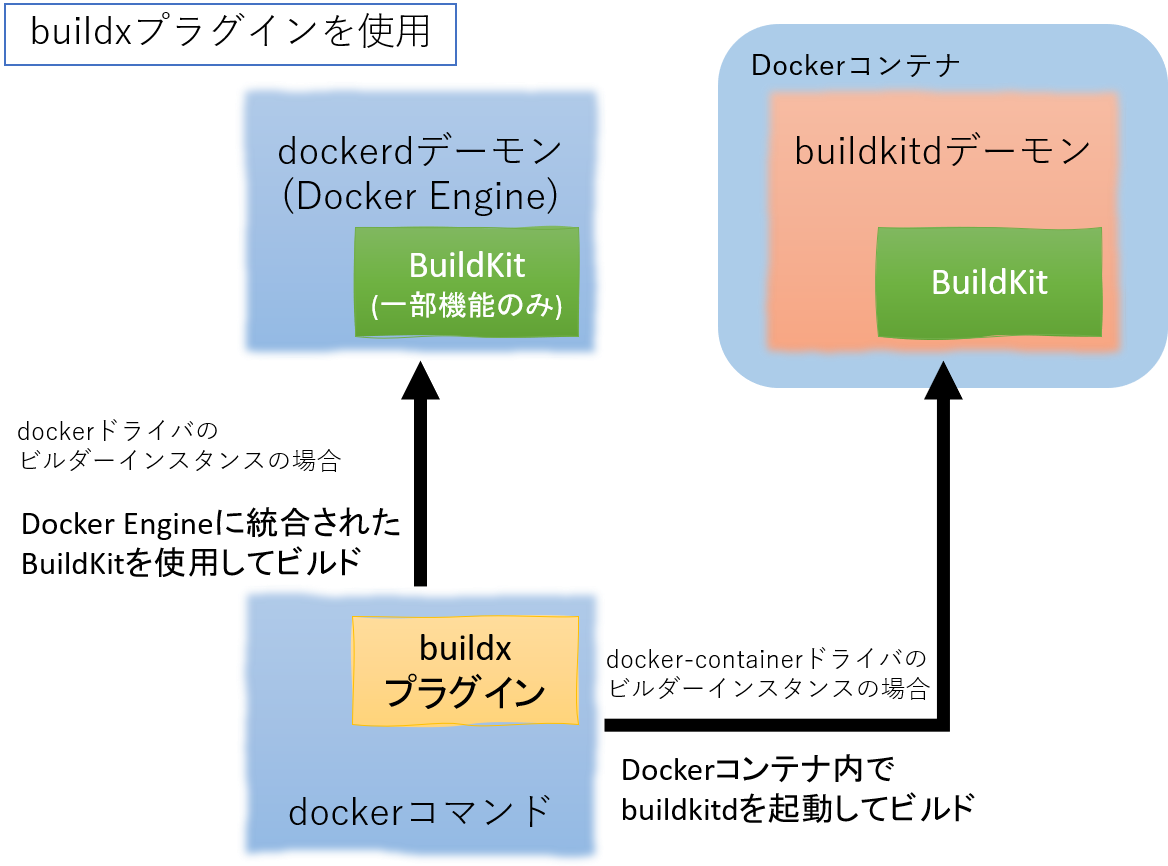 buildxプラグインを使用
Dockerコンテナ
dockerdデーモン
(Docker Engine)
BuildKit
(一部機能のみ)
buildkitdデーモン
BuildKit
dockerドライバの
ビルダーインスタンスの場合
Docker Engineに統合された
BuildKitを使用してビルド
buildx
プラグイン
dockerコマンド
docker-containerドライバの
ビルダーインスタンスの場合
Dockerコンテナ内で
buildkitdを起動してビルド